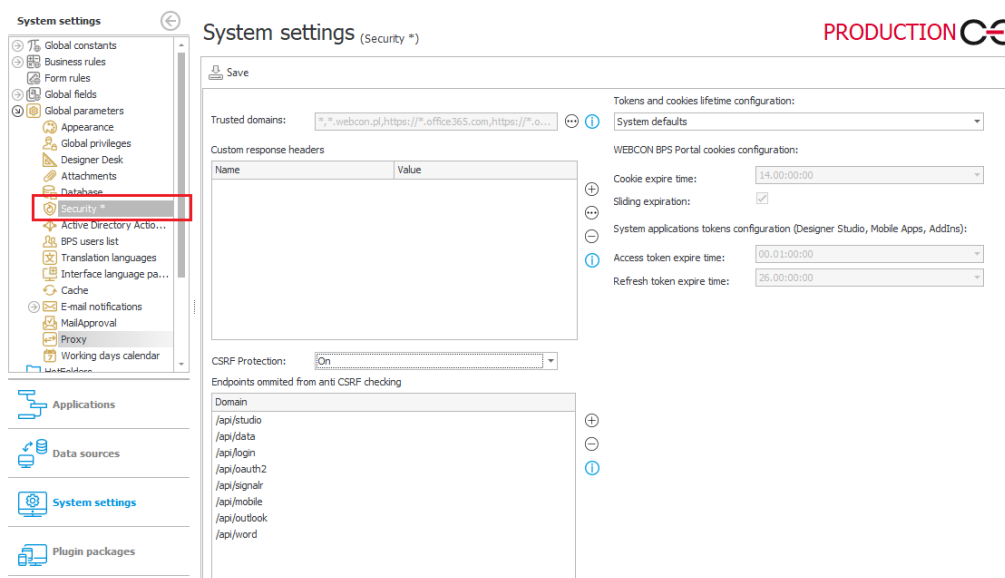 System settings
Global constants
Business rules
Form rules
Global fields
Global parameters
Appearance
Global privileges
Designer Desk
Attachments
Database
Security *
Active Directory Actio...
BPS users list
Translation languages
Interface language pa...
Cache
E-mail notifications
MailApproval
Proxy
Working days calendar
HotFolders
Applications
Data sources
System settings
Plugin packages
System settings (Security *)
PRODUCTION
Save
Trusted domains:
*,*.webcon.pl,https://*.office365.com,https://*.o...
Custom response headers
Name Value
CSRF Protection:
On
Endpoints ommited from anti CSRF checking
Domain
/api/studio
/api/data
/api/login
/api/oauth2
/api/signalr
/api/mobile
/api/outlook
/api/word
Tokens and cookies lifetime configuration:
System defaults
WEBCON BPS Portal cookies configuration:
Cookie expire time: 14.00:00:00
Sliding expiration:
System applications tokens configuration (Designer Studio, Mobile Apps, AddIns):
Access token expire time: 00.01:00:00
Refresh token expire time: 26.00:00:00